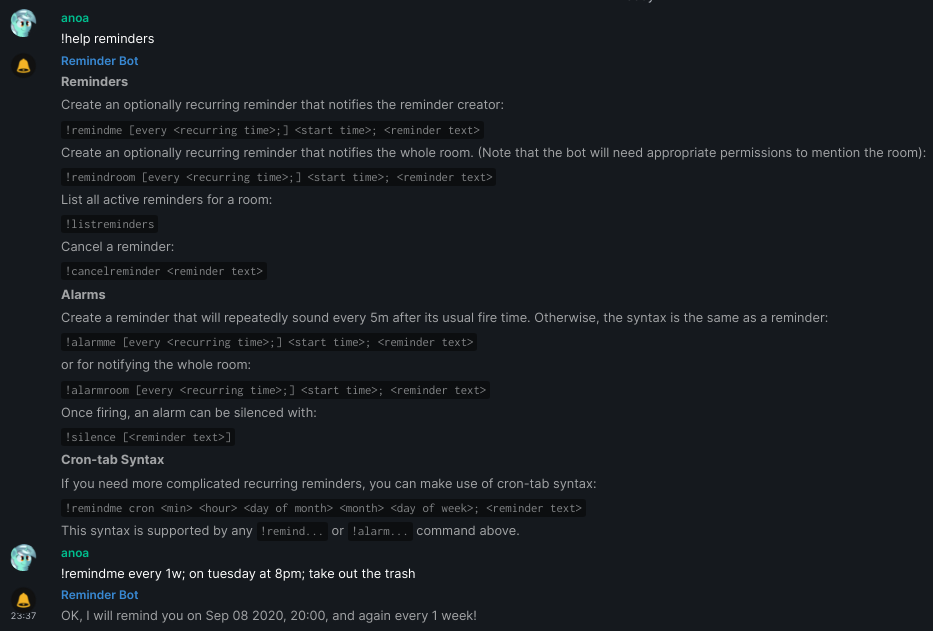 anoa
!help reminders
Reminder Bot
Reminders
Create an optionally recurring reminder that notifies the reminder creator:
!remindme [every <recurring time>;] <start time>; <reminder text>
Create an optionally recurring reminder that notifies the whole room. (Note that the bot will need appropriate permissions to mention the room):
!remindroom [every <recurring time>;] <start time>; <reminder text>
List all active reminders for a room:
!listreminders
Cancel a reminder:
!cancelreminder <reminder text>
Alarms
Create a reminder that will repeatedly sound every 5m after its usual fire time. Otherwise, the syntax is the same as a reminder:
!alarmme [every <recurring time>;] <start time>; <reminder text>
or for notifying the whole room:
!alarmroom [every <recurring time>;] <start time>; <reminder text>
Once firing, an alarm can be silenced with:
!silence [<reminder text>]
Cron-tab Syntax
If you need more complicated recurring reminders, you can make use of cron-tab syntax:
!remindme cron <min> <hour> <day of month> <month> <day of week>; <reminder text>
This syntax is supported by any !remind... or !alarm... command above.
anoa
!remindme every 1w; on tuesday at 8pm; take out the trash
Reminder Bot
23:37 OK, I will remind you on Sep 08 2020, 20:00, and again every 1 week!